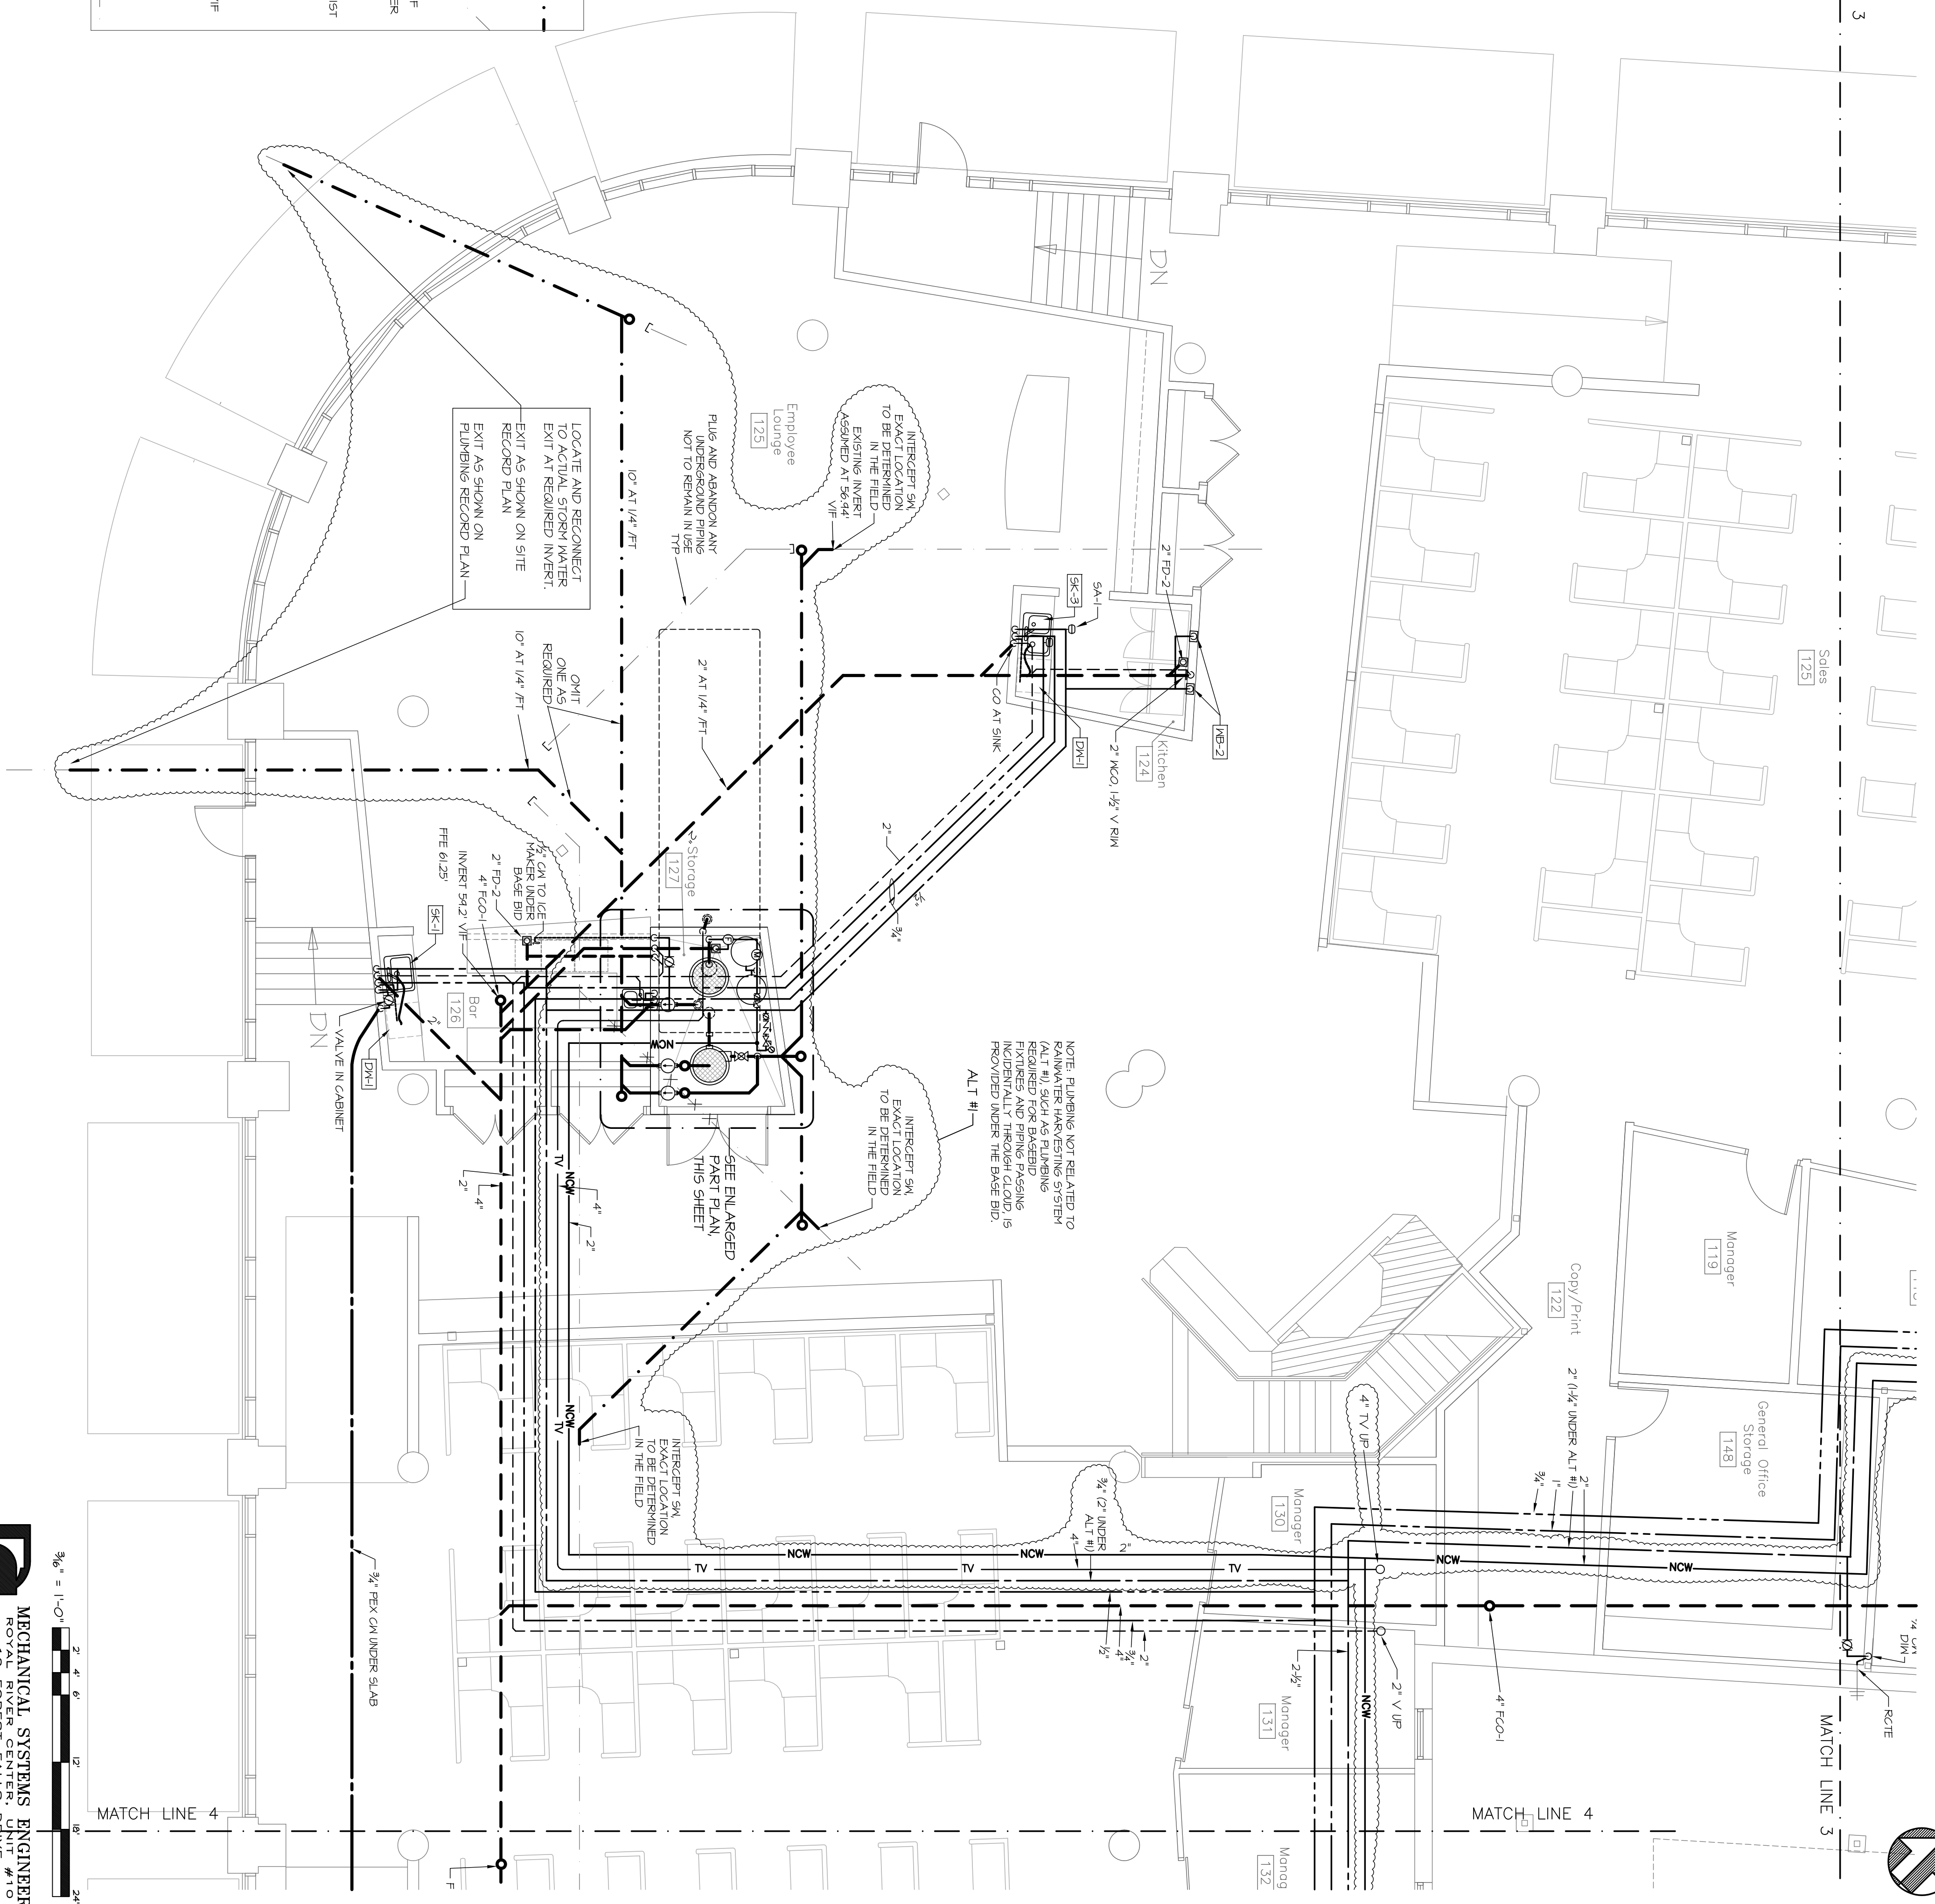 3
DN
Employee
Lounge
125
INTERCEPT SW,
EXACT LOCATION
TO BE DETERMINED
IN THE FIELD
EXISTING INVERT
ASSUMED AT 56.94'
VIF
PLUG AND ABANDON ANY
UNDERGROUND PIPING
NOT TO REMAIN IN USE
TYP
10" AT 1/4" /FT
LOCATE AND RECONNECT
TO ACTUAL STORM WATER
EXIT AT REQUIRED INVERT.
EXIT AS SHOWN ON SITE
RECORD PLAN
EXIT AS SHOWN ON
PLUMBING RECORD PLAN
10" AT 1/4" /FT
OMIT
ONE AS
REQUIRED
2" AT 1/4" /FT
2" FD-2
SA-1
SK-3
WB-2
CO AT SINK
DW-1
2" WCO, 1-½" V RIW
Kitchen
124
Sales
125
2"
½"
¾"
2"
Storage
127
½" CW TO ICE
MAKER UNDER
BASE BID
2" FD-2
4" FCO-1
INVERT 59.2' VIF
FFE 61.25'
SK-1
Bar
126
DN
2"
DW-1
VALVE IN CABINET
NCW
NOTE: PLUMBING NOT RELATED TO
RAINWATER HARVESTING SYSTEM
(ALT #1), SUCH AS PLUMBING
REQUIRED FOR BASEBID
FIXTURES AND PIPING PASSING
INCIDENTALLY THROUGH CLOUD, IS
PROVIDED UNDER THE BASE BID.
ALT #1
INTERCEPT SW,
EXACT LOCATION
TO BE DETERMINED
IN THE FIELD
SEE ENLARGED
PART PLAN,
THIS SHEET
TV
NCW
4"
2"
4"
2"
NCW
TV
INTERCEPT SW,
EXACT LOCATION
TO BE DETERMINED
IN THE FIELD
Manager
119
Copy/Print
122
General Office
Storage
148
2" (1-¼" UNDER ALT #1)
2"
1"
¾"
4" TV UP
Manager
130
¾" (2" UNDER
ALT #1)
4"
2"
NCW
NCW
NCW
NCW
TV
TV
TV
2"
¾"
4"
½"
2-½"
2" V UP
NCW
4" FCO-1
RCTE
DIW
Manager
131
Manag
132
¾" PEX CW UNDER SLAB
MATCH LINE 3
MATCH LINE 4
MATCH LINE 4
3/16" = 1'-0"
2'
4'
6'
12'
18'
24'
MECHANICAL SYSTEMS ENGINEER
ROYAL RIVER CENTER, UNIT #10